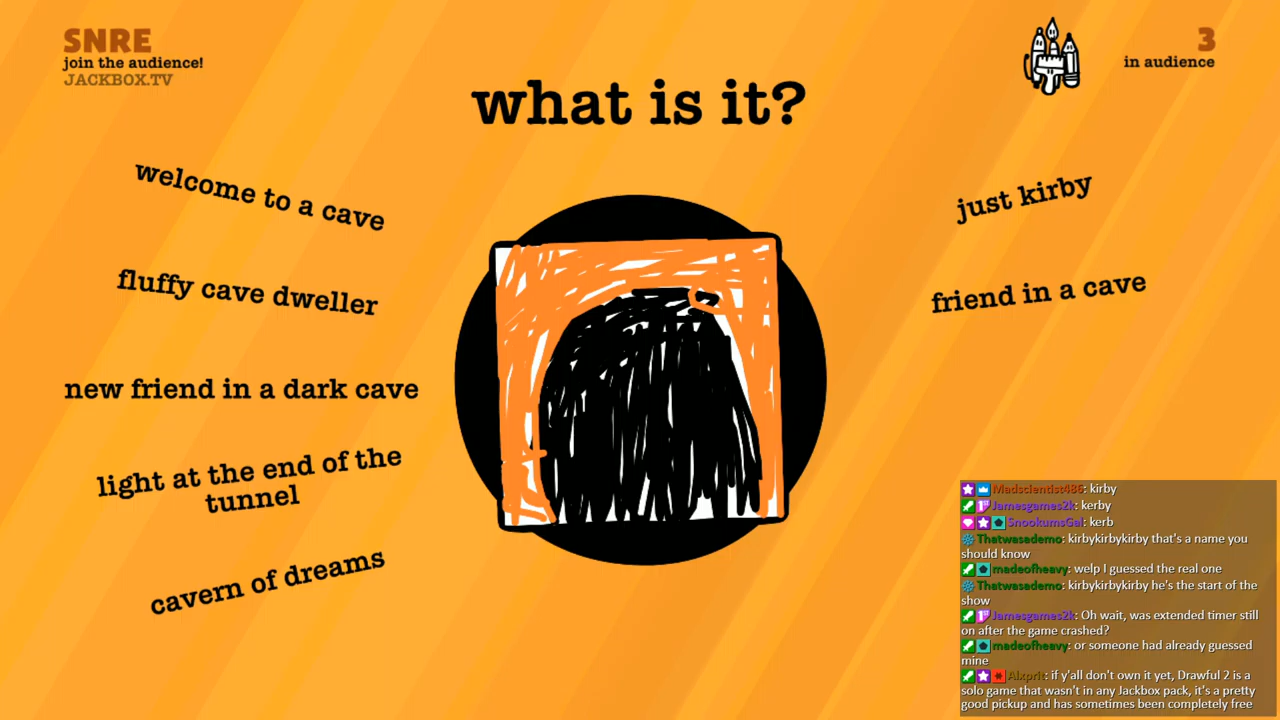 SNRE
join the audience!
JACKBOX.TV
3
in audience
what is it?
welcome to a cave
fluffy cave dweller
new friend in a dark cave
light at the end of the
tunnel
cavern of dreams
just kirby
friend in a cave
Madscientist486: kirby
Jamesgames2k: kerby
SnookumsGal: kerb
Thatwasademo: kirbykirbykirby that's a name you
should know
madeofheavy: welp I guessed the real one
Thatwasademo: kirbykirbykirby he's the start of the
show
Jamesgames2k: Oh wait, was extended timer still
on after the game crashed?
madeofheavy: or someone had already guessed
mine
Alxprit: if y'all don't own it yet, Drawful 2 is a
solo game that wasn't in any Jackbox pack, it's a pretty
good pickup and has sometimes been completely free